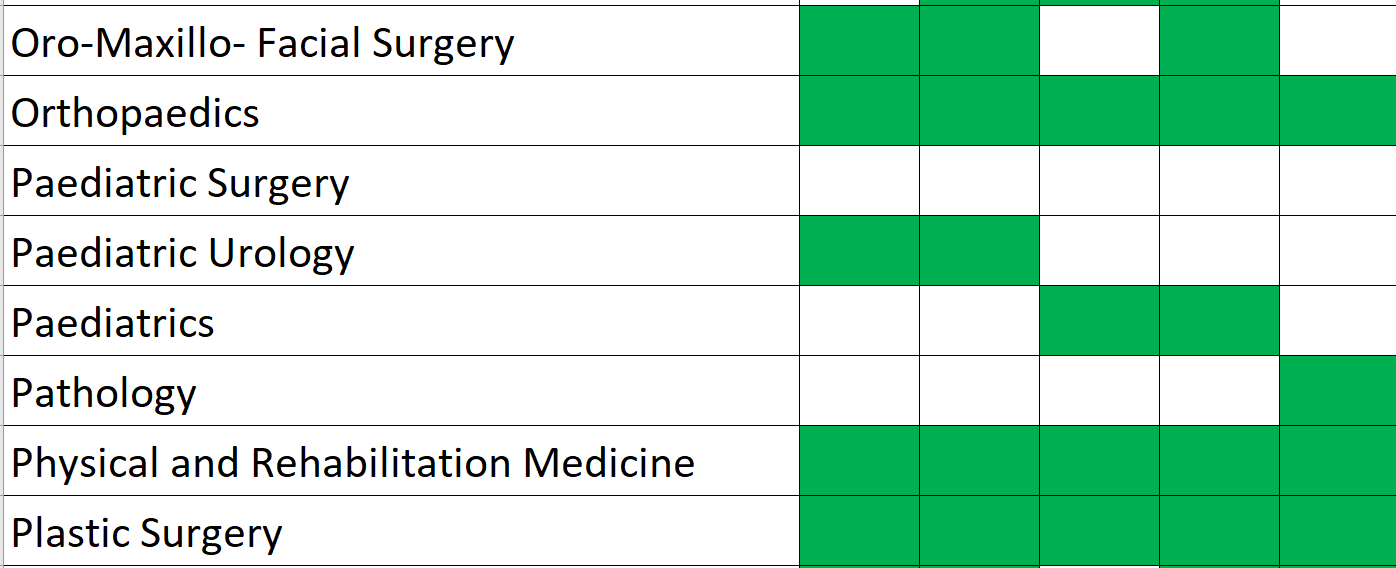 Oro-Maxillo- Facial Surgery
Orthopaedics
Paediatric Surgery
Paediatric Urology
Paediatrics
Pathology
Physical and Rehabilitation Medicine
Plastic Surgery